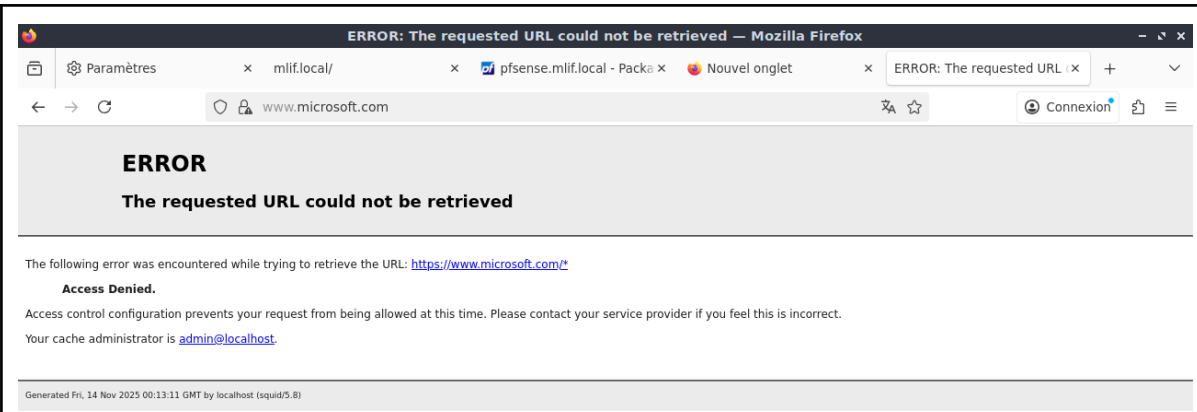 ERROR: The requested URL could not be retrieved — Mozilla Firefox
Paramètres
mlif.local/
pfsense.mlif.local - Packa
Nouvel onglet
ERROR: The requested URL
www.microsoft.com
Connexion
ERROR
The requested URL could not be retrieved
The following error was encountered while trying to retrieve the URL: https://www.microsoft.com/*
Access Denied.
Access control configuration prevents your request from being allowed at this time. Please contact your service provider if you feel this is incorrect.
Your cache administrator is admin@localhost.
Generated Fri, 14 Nov 2025 00:13:11 GMT by localhost (squid/5.8)